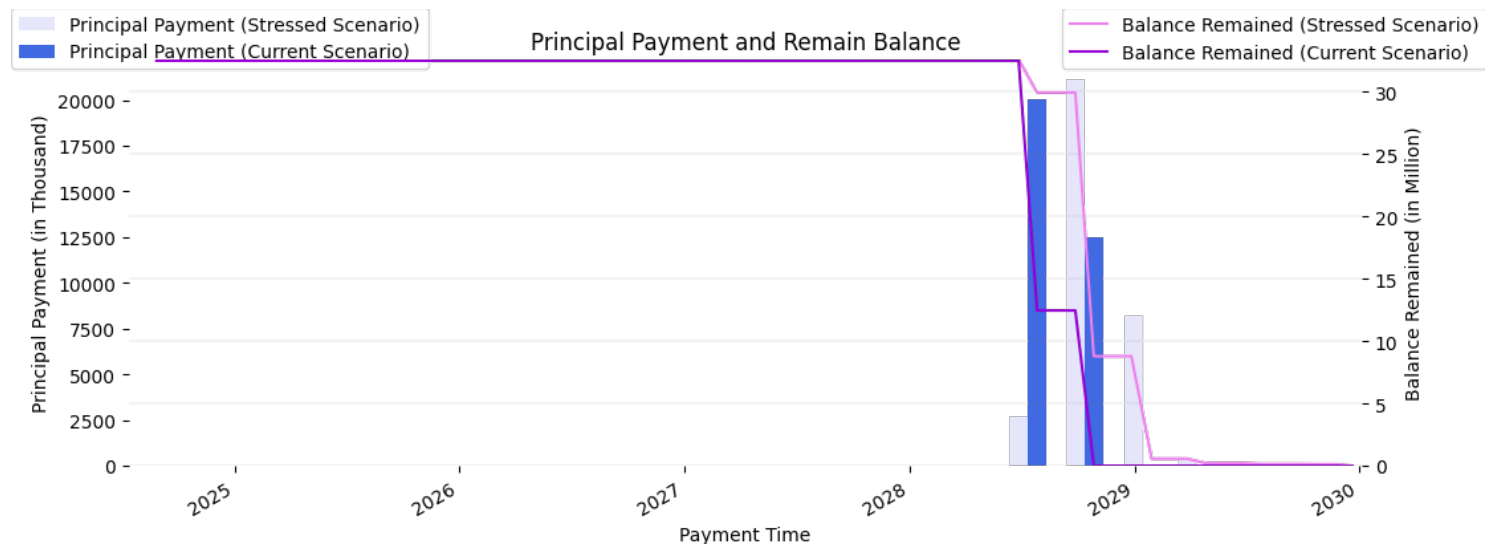 Principal Payment and Remain Balance
Principal Payment (Stressed Scenario)
Principal Payment (Current Scenario)
Balance Remained (Stressed Scenario)
Balance Remained (Current Scenario)
Principal Payment (in Thousand)
20000
17500
15000
12500
10000
7500
5000
2500
0
Balance Remained (in Million)
30
25
20
15
10
5
0
2025
2026
2027
2028
2029
2030
Payment Time